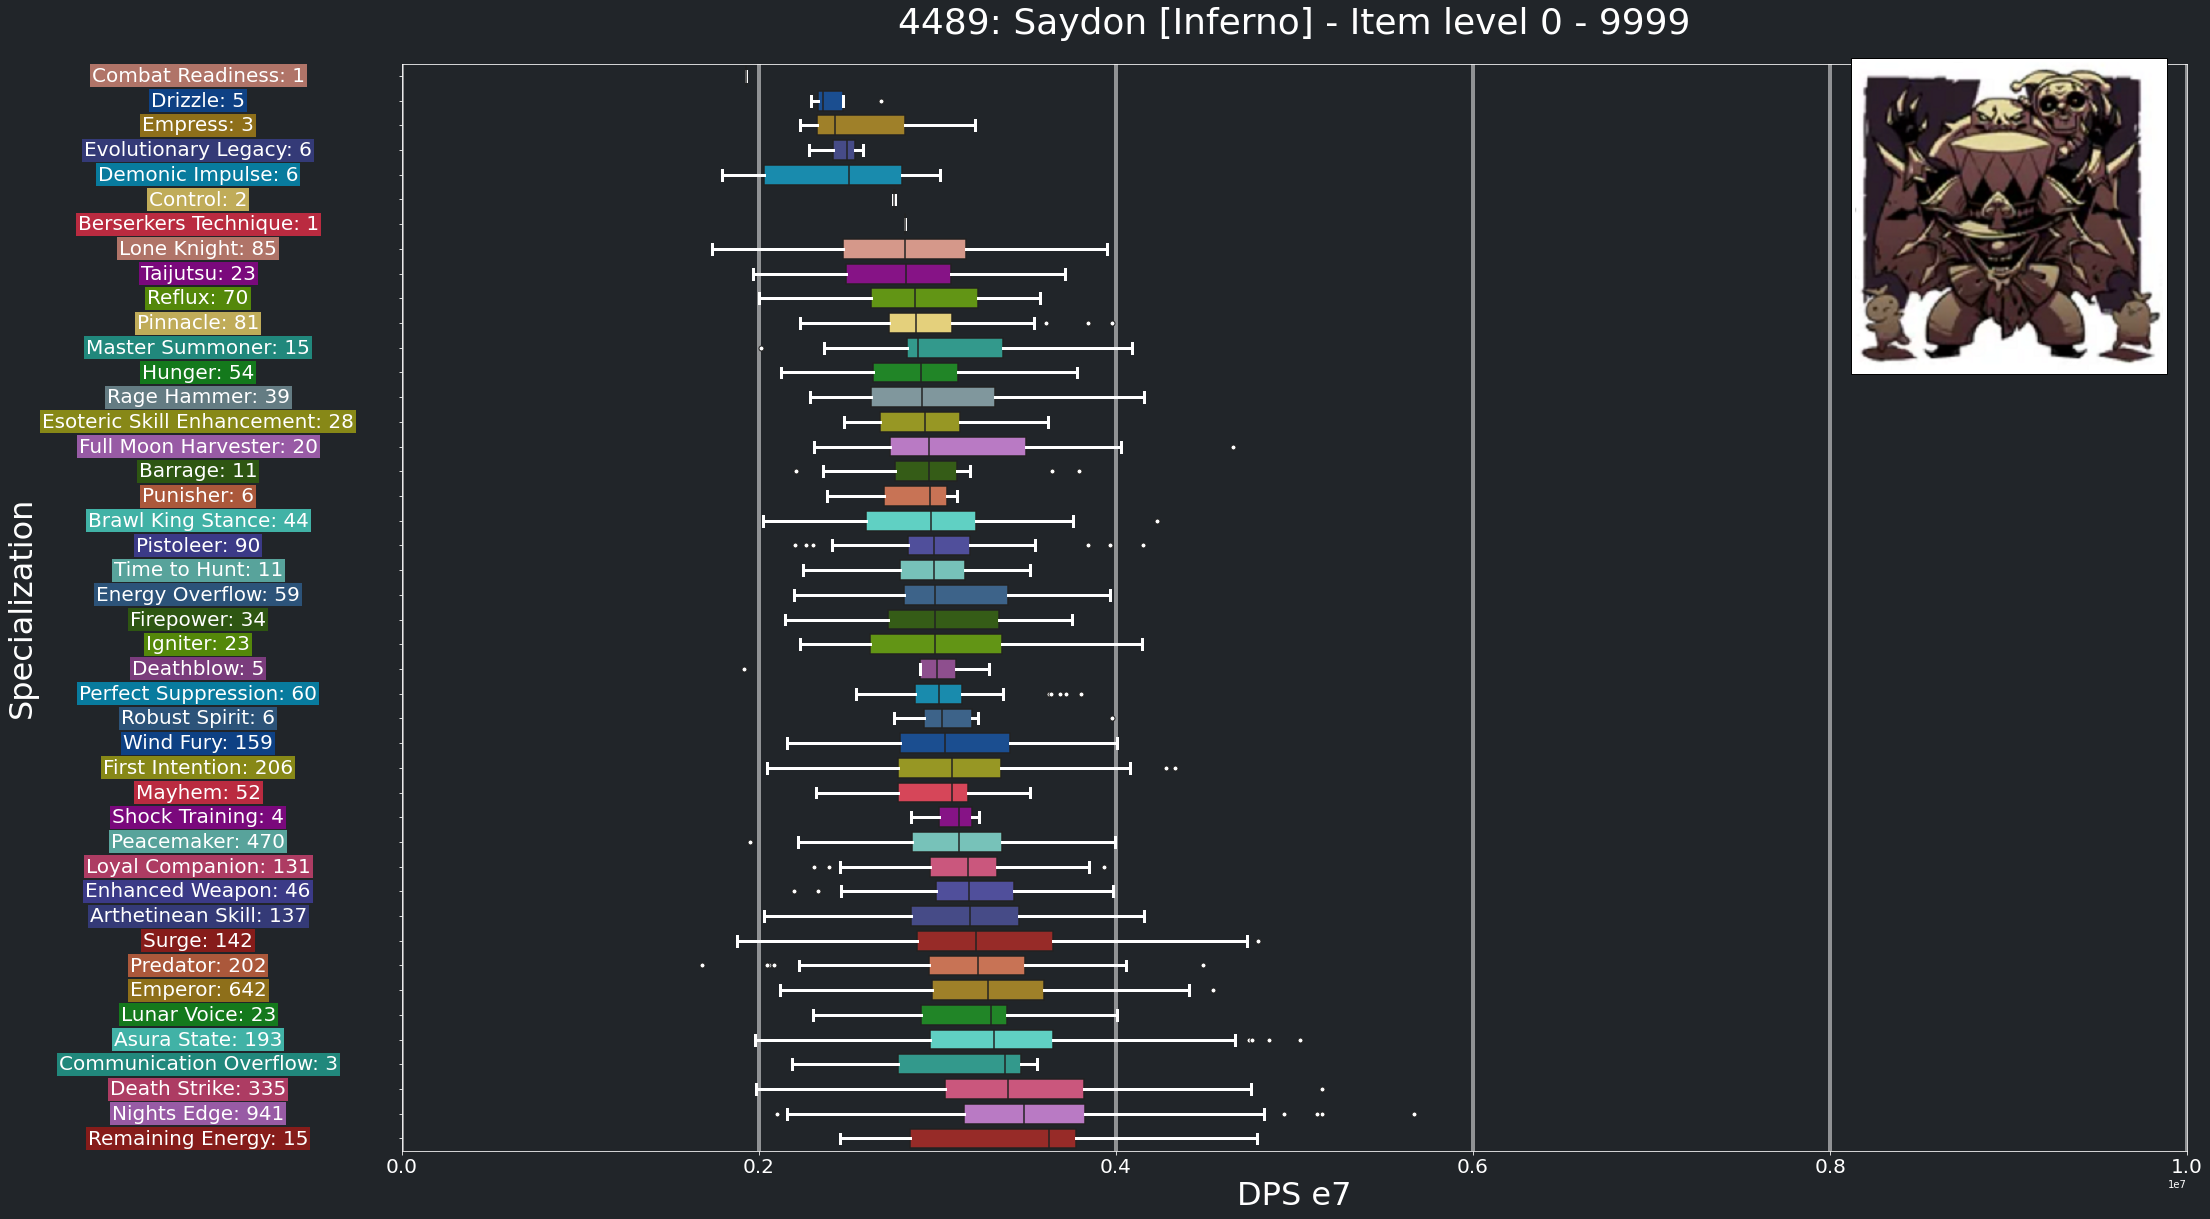 4489: Saydon [Inferno] - Item level 0 - 9999
Specialization
Combat Readiness: 1
Drizzle: 5
Empress: 3
Evolutionary Legacy: 6
Demonic Impulse: 6
Control: 2
Berserkers Technique: 1
Lone Knight: 85
Taijutsu: 23
Reflux: 70
Pinnacle: 81
Master Summoner: 15
Hunger: 54
Rage Hammer: 39
Esoteric Skill Enhancement: 28
Full Moon Harvester: 20
Barrage: 11
Punisher: 6
Brawl King Stance: 44
Pistoleer: 90
Time to Hunt: 11
Energy Overflow: 59
Firepower: 34
Igniter: 23
Deathblow: 5
Perfect Suppression: 60
Robust Spirit: 6
Wind Fury: 159
First Intention: 206
Mayhem: 52
Shock Training: 4
Peacemaker: 470
Loyal Companion: 131
Enhanced Weapon: 46
Arthetinean Skill: 137
Surge: 142
Predator: 202
Emperor: 642
Lunar Voice: 23
Asura State: 193
Communication Overflow: 3
Death Strike: 335
Nights Edge: 941
Remaining Energy: 15
0.0 0.2 0.4 0.6 0.8 1.0
1e7
DPS e7